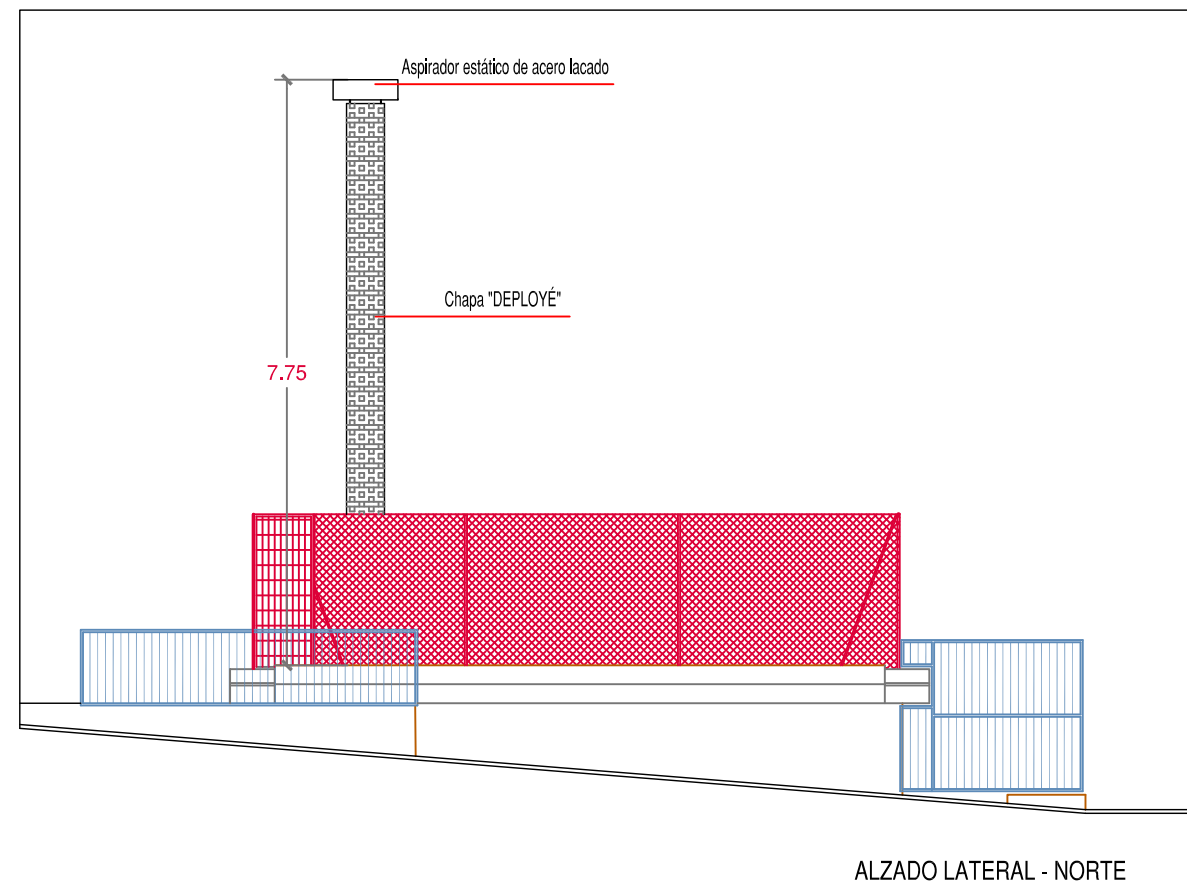 Aspirador estático de acero lacado
Chapa "DEPLOYÉ"
7.75
ALZADO LATERAL - NORTE